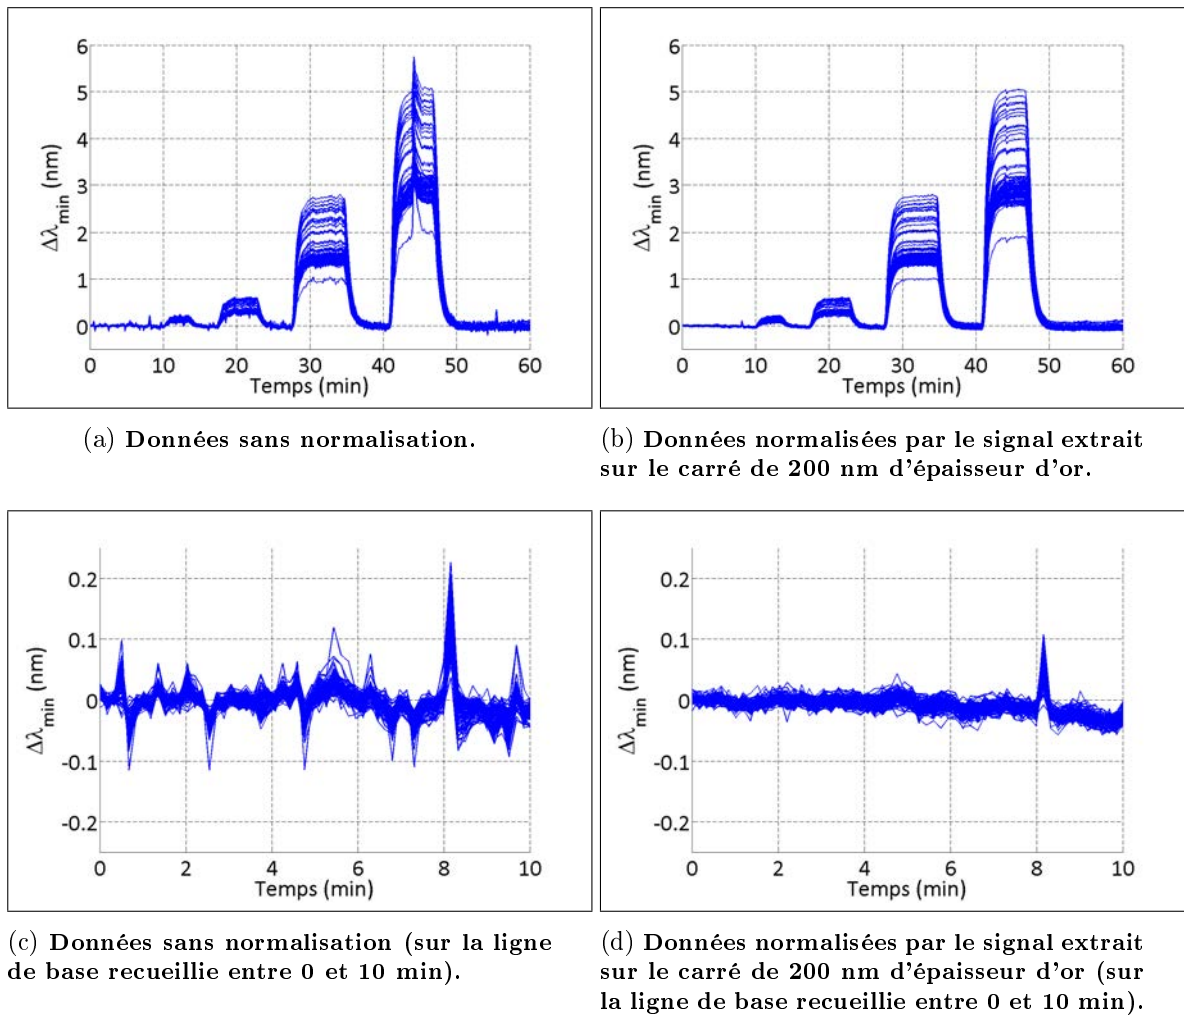 6
5
4
3
2
1
0
Δλmin (nm)
0 10 20 30 40 50 60
Temps (min)
(a) Données sans normalisation.
6
5
4
3
2
1
0
Δλmin (nm)
0 10 20 30 40 50 60
Temps (min)
(b) Données normalisées par le signal extrait
sur le carré de 200 nm d'épaisseur d'or.
0.2
0.1
0
-0.1
-0.2
Δλmin (nm)
0 2 4 6 8 10
Temps (min)
(c) Données sans normalisation (sur la ligne
de base recueillie entre 0 et 10 min).
0.2
0.1
0
-0.1
-0.2
Δλmin (nm)
0 2 4 6 8 10
Temps (min)
(d) Données normalisées par le signal extrait
sur le carré de 200 nm d'épaisseur d'or (sur
la ligne de base recueillie entre 0 et 10 min).